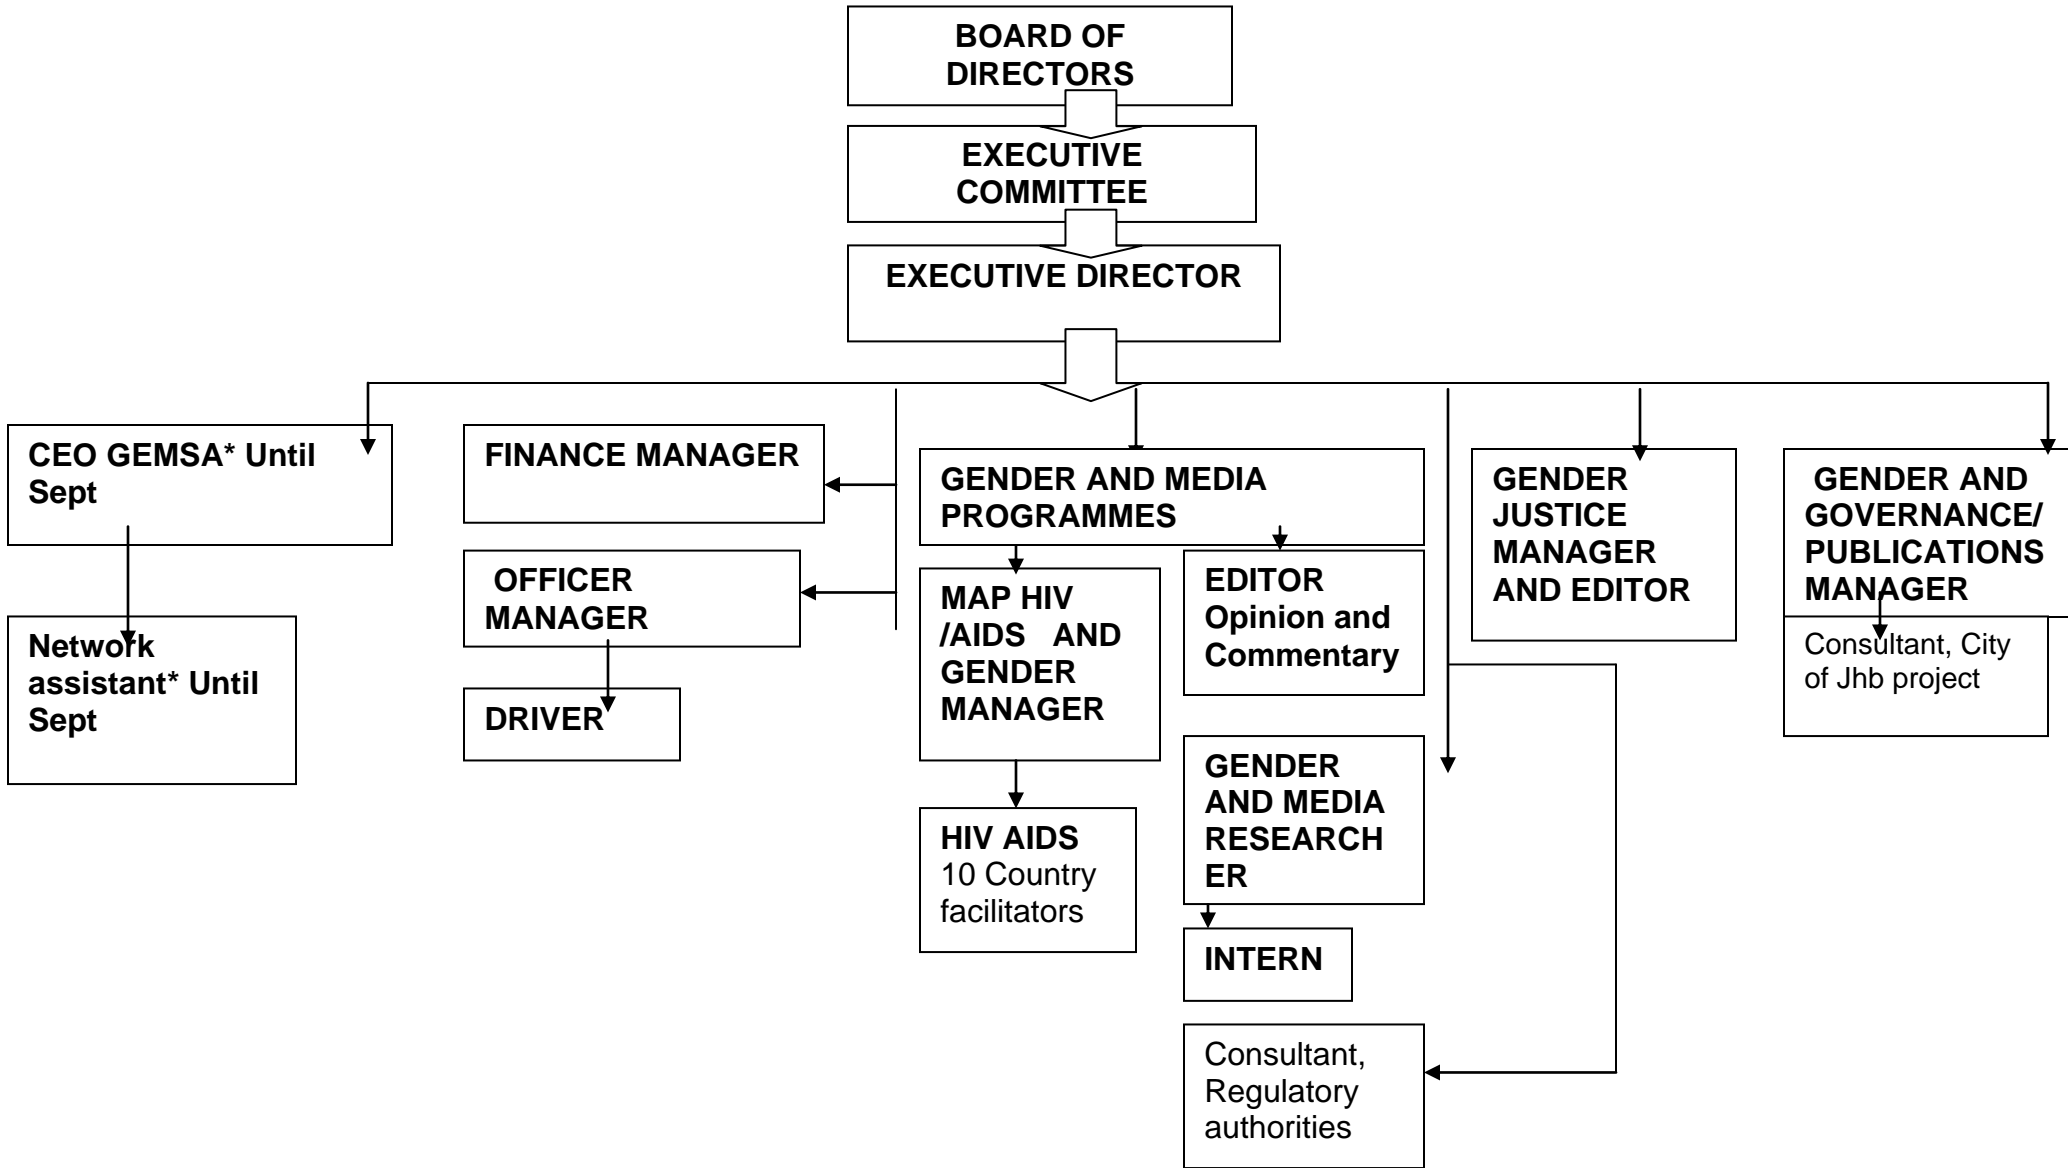 BOARD OF
DIRECTORS
EXECUTIVE
COMMITTEE
EXECUTIVE DIRECTOR
CEO GEMSA* Until
Sept
Network
assistant* Until
Sept
FINANCE MANAGER
OFFICER
MANAGER
DRIVER
GENDER AND MEDIA
PROGRAMMES
MAP HIV
/AIDS AND
GENDER
MANAGER
HIV AIDS
10 Country
facilitators
EDITOR
Opinion and
Commentary
GENDER
AND MEDIA
RESEARCH
ER
INTERN
Consultant,
Regulatory
authorities
GENDER
JUSTICE
MANAGER
AND EDITOR
GENDER AND
GOVERNANCE/
PUBLICATIONS
MANAGER
Consultant, City
of Jhb project